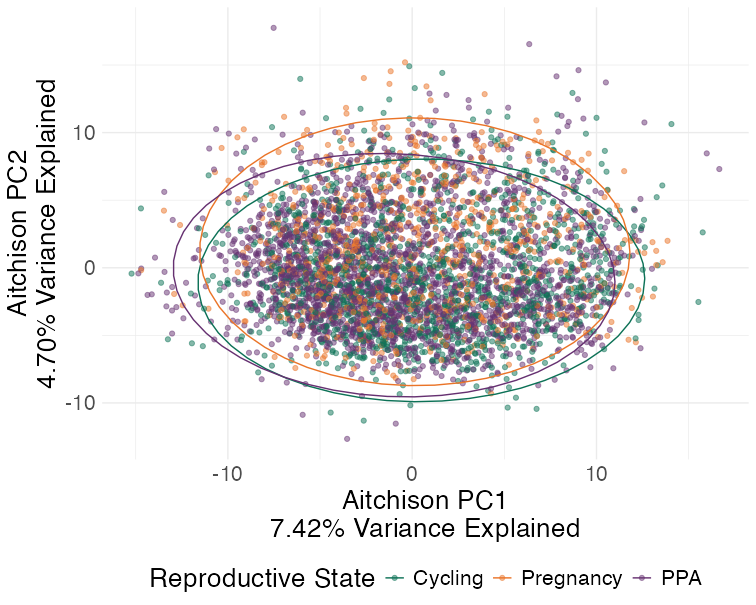 Aitchison PC2
4.70% Variance Explained
10
0
-10
-10
0
10
Aitchison PC1
7.42% Variance Explained
Reproductive State
Cycling
Pregnancy
PPA